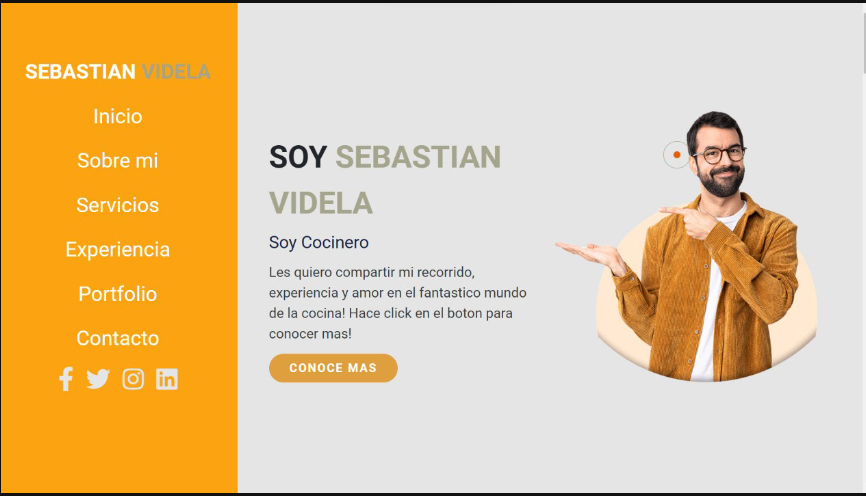 SEBASTIAN VIDELA
Inicio
Sobre mi
Servicios
Experiencia
Portfolio
Contacto
SOY SEBASTIAN
VIDELA
Soy Cocinero
Les quiero compartir mi recorrido,
experiencia y amor en el fantastico mundo
de la cocina! Hace click en el boton para
conocer mas!
CONOCE MAS